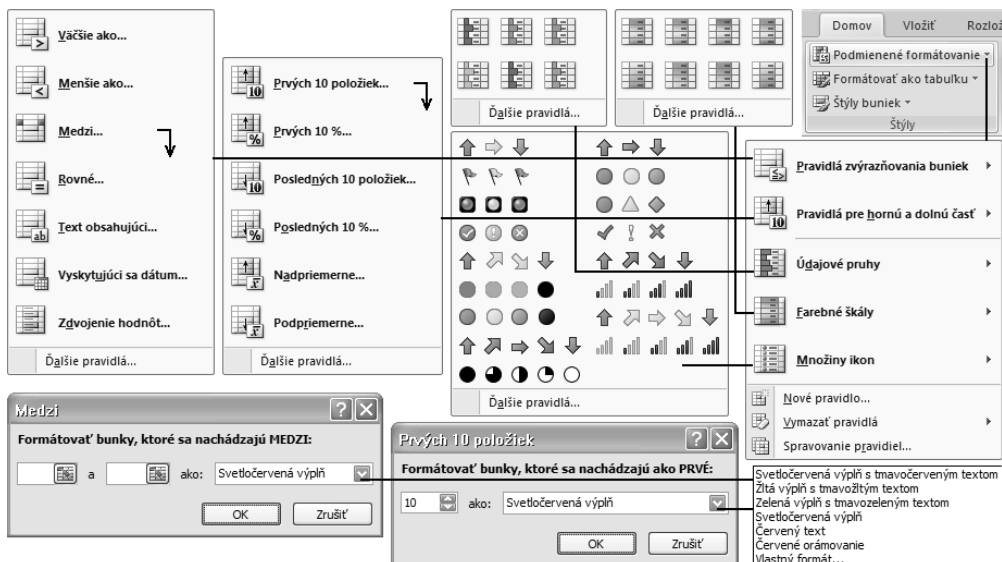 Väčšie ako...
Menšie ako...
Medzi...
Rovné...
Text obsahujúci...
Vyskytujúci sa dátum...
Zdvojenie hodnôt...
Ďalšie pravidlá...
Prvých 10 položiek...
Prvých 10 %...
Posledných 10 položiek...
Posledných 10 %...
Nadpriemerne...
Podpriemerne...
Ďalšie pravidlá...
Ďalšie pravidlá...
Ďalšie pravidlá...
Ďalšie pravidlá...
Domov Vložiť Rozlož
Podmienené formátovanie
Formátovať ako tabuľku
Štýly buniek
Štýly
Pravidlá zvýrazňovania buniek
Pravidlá pre hornú a dolnú časť
Údajové pruhy
Farebné škály
Množiny ikon
Nové pravidlo...
Vymazať pravidlá
Spravovanie pravidiel...
Medzi
Formátovať bunky, ktoré sa nachádzajú MEDZI:
a ako: Svetločervená výplň
OK Zrušiť
Prvých 10 položiek
Formátovať bunky, ktoré sa nachádzajú ako PRVÉ:
10 ako: Svetločervená výplň
OK Zrušiť
Svetločervená výplň s tmavočerveným textom
Žltá výplň s tmavožltým textom
Zelená výplň s tmavozeleným textom
Svetločervená výplň
Červený text
Červené orámovanie
Vlastný formát...